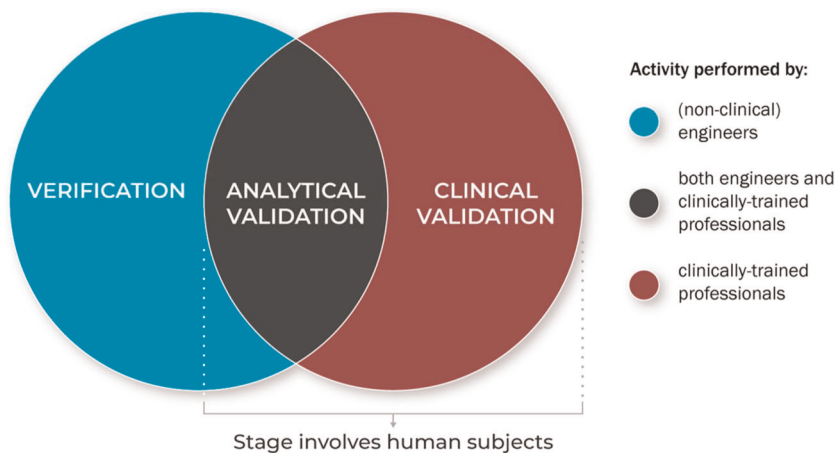 VERIFICATION
ANALYTICAL
VALIDATION
CLINICAL
VALIDATION
Stage involves human subjects
Activity performed by:
(non-clinical)
engineers
both engineers and
clinically-trained
professionals
clinically-trained
professionals